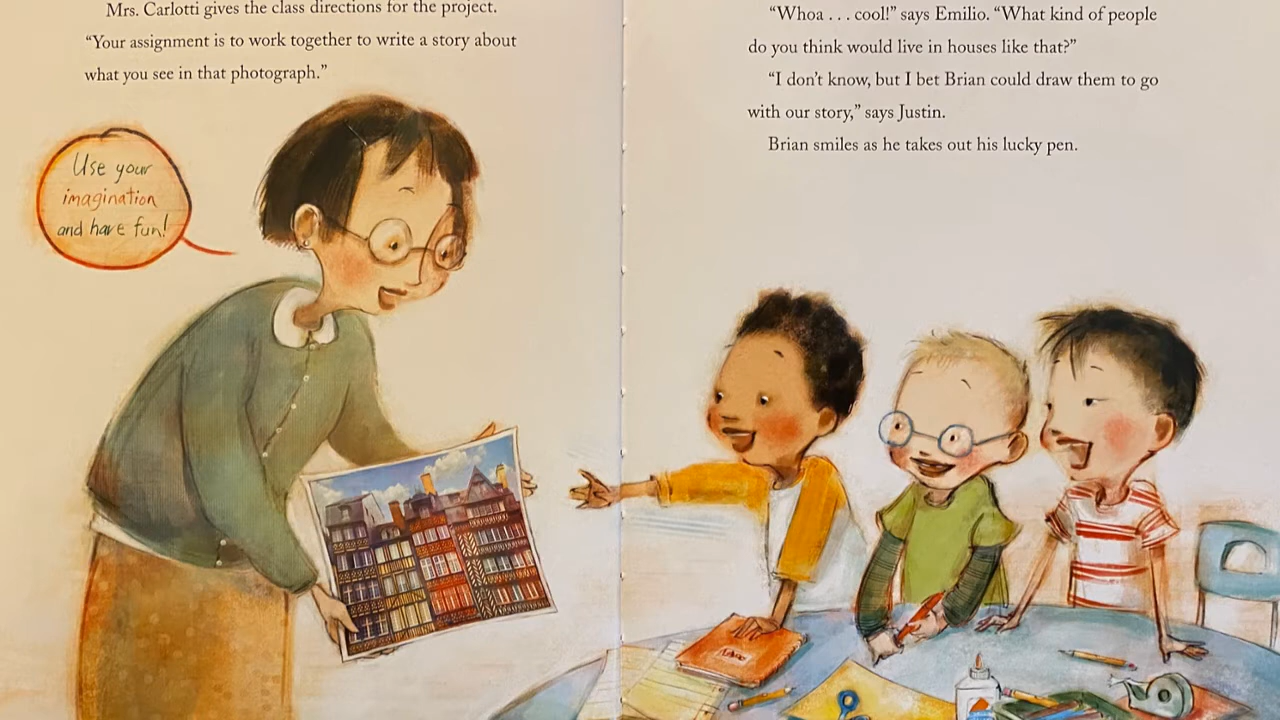 Mrs. Carlotti gives the class directions for the project.
“Your assignment is to work together to write a story about
what you see in that photograph.”
Use your
imagination
and have fun!
“Whoa . . . cool!” says Emilio. “What kind of people
do you think would live in houses like that?”
“I don’t know, but I bet Brian could draw them to go
with our story,” says Justin.
Brian smiles as he takes out his lucky pen.